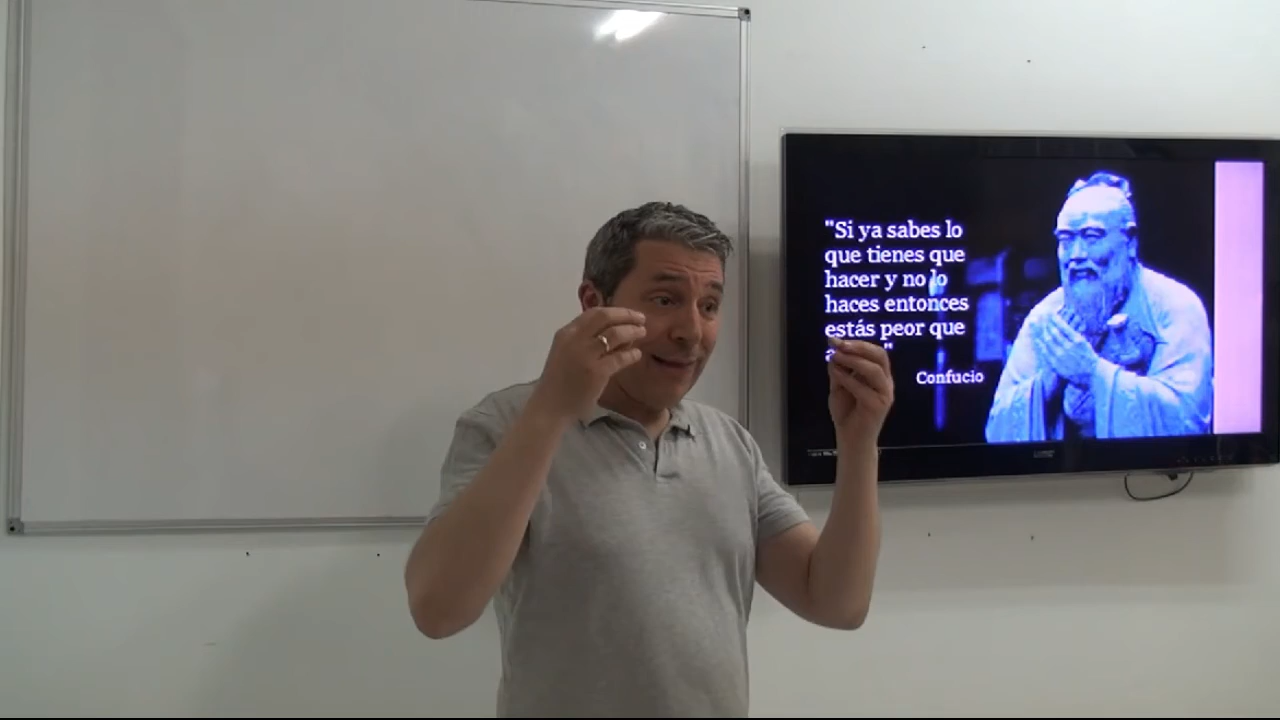 "Si ya sabes lo
que tienes que
hacer y no lo
haces entonces
estás peor que
Confucio